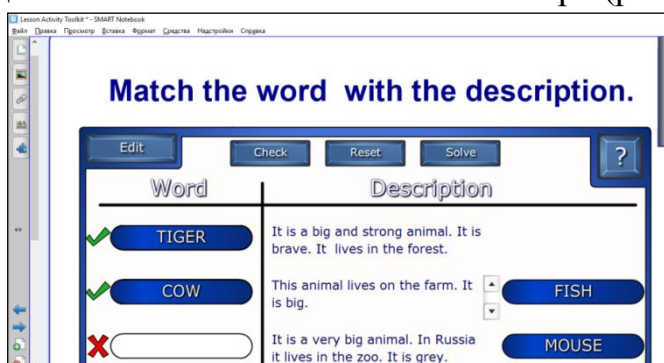 Lesson Activity Toolkit * - SMART Notebook
Файл Правка Просмотр Вставка Формат Средства Надстройки Справка
Match the word with the description.
Edit Check Reset Solve ?
Word Description
TIGER It is a big and strong animal. It is
brave. It lives in the forest.
COW This animal lives on the farm. It FISH
is big.
It is a very big animal. In Russia MOUSE
it lives in the zoo. It is grey.